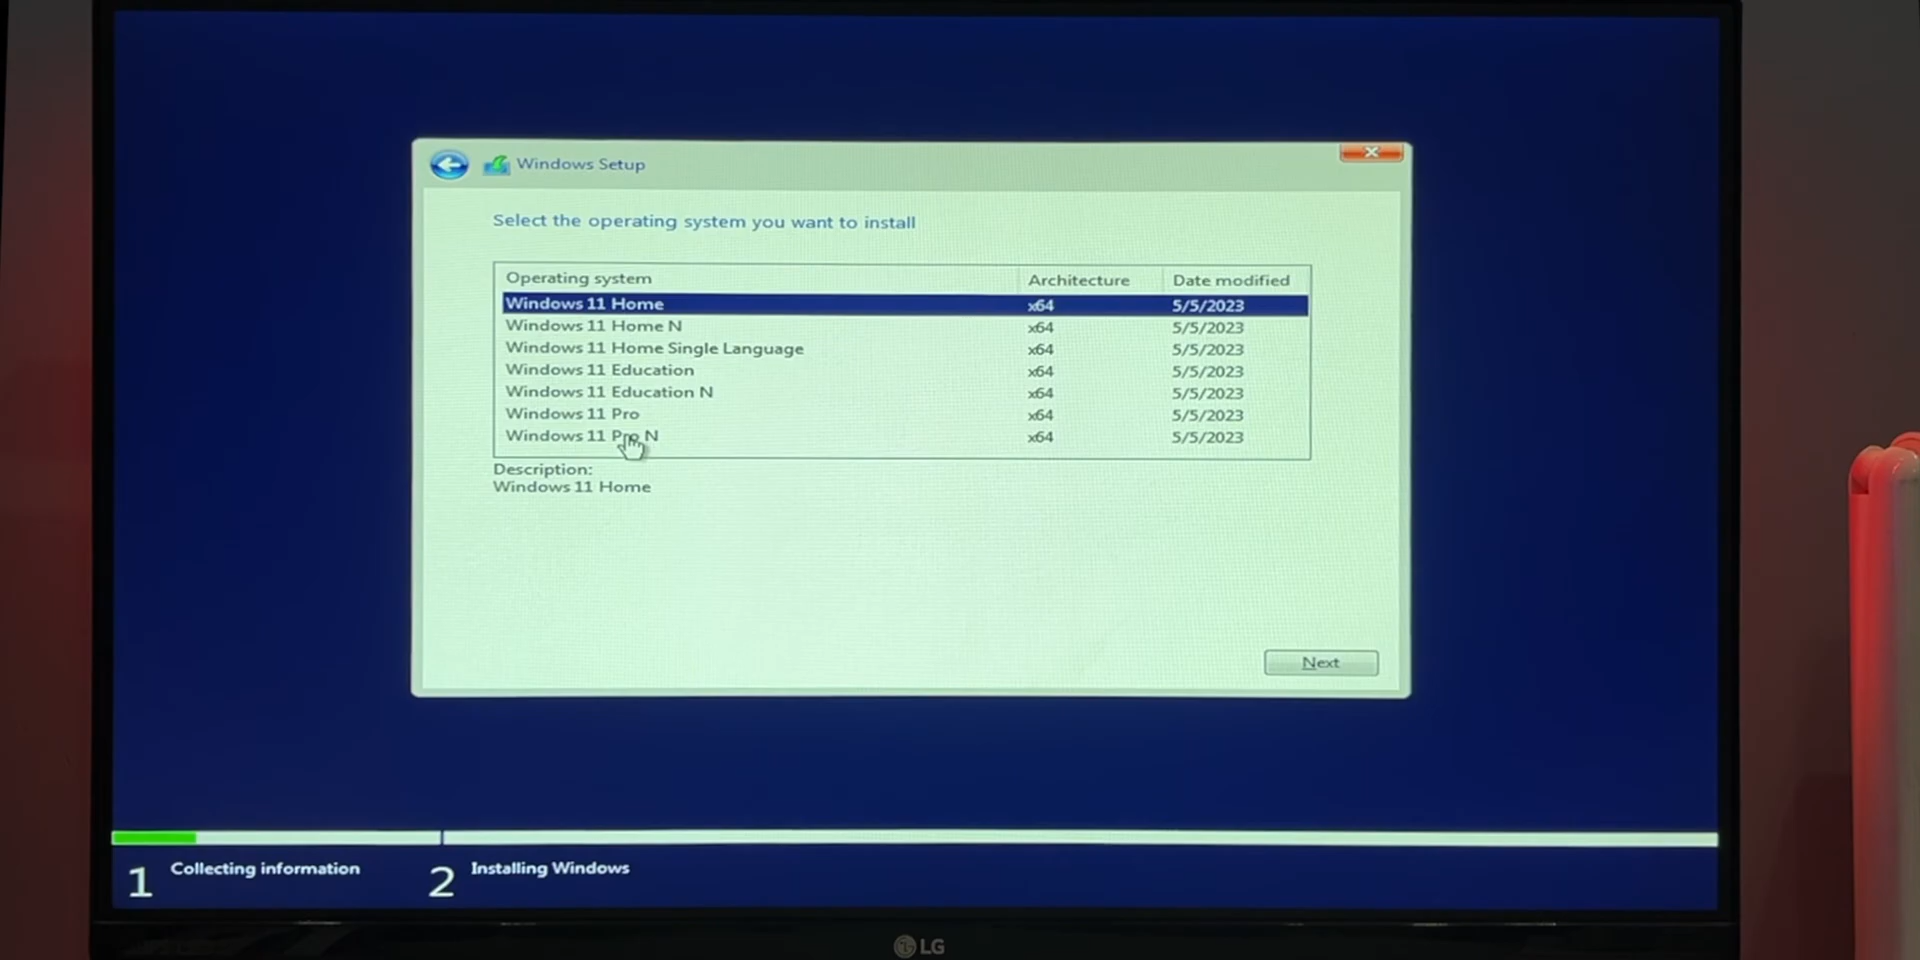 Windows Setup
Select the operating system you want to install
Operating system Architecture Date modified
Windows 11 Home x64 5/5/2023
Windows 11 Home N x64 5/5/2023
Windows 11 Home Single Language x64 5/5/2023
Windows 11 Education x64 5/5/2023
Windows 11 Education N x64 5/5/2023
Windows 11 Pro x64 5/5/2023
Windows 11 Pro N x64 5/5/2023
Description:
Windows 11 Home
Next
1 Collecting information 2 Installing Windows
LG